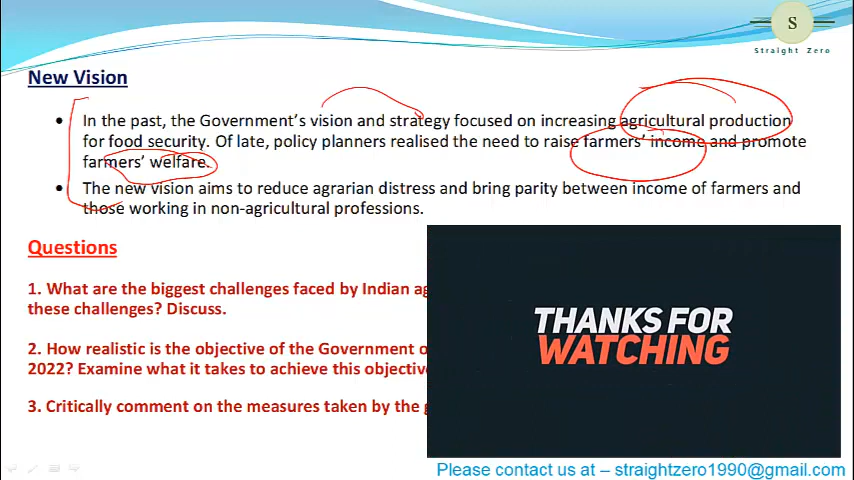 S
Straight Zero
New Vision
• In the past, the Government's vision and strategy focused on increasing agricultural production
for food security. Of late, policy planners realised the need to raise farmers' income and promote
farmers' welfare.
• The new vision aims to reduce agrarian distress and bring parity between income of farmers and
those working in non-agricultural professions.
Questions
1. What are the biggest challenges faced by Indian ag
these challenges? Discuss.
2. How realistic is the objective of the Government o
2022? Examine what it takes to achieve this objective
3. Critically comment on the measures taken by the g
THANKS FOR
WATCHING
Please contact us at – straightzero1990@gmail.com